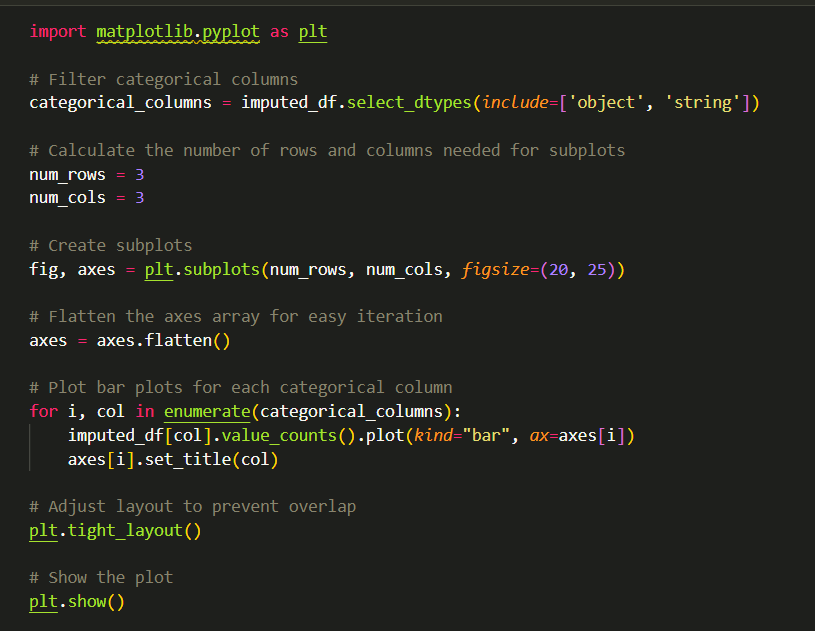 import matplotlib.pyplot as plt
# Filter categorical columns
categorical_columns = imputed_df.select_dtypes(include=['object', 'string'])
# Calculate the number of rows and columns needed for subplots
num_rows = 3
num_cols = 3
# Create subplots
fig, axes = plt.subplots(num_rows, num_cols, figsize=(20, 25))
# Flatten the axes array for easy iteration
axes = axes.flatten()
# Plot bar plots for each categorical column
for i, col in enumerate(categorical_columns):
    imputed_df[col].value_counts().plot(kind="bar", ax=axes[i])
    axes[i].set_title(col)
# Adjust layout to prevent overlap
plt.tight_layout()
# Show the plot
plt.show()